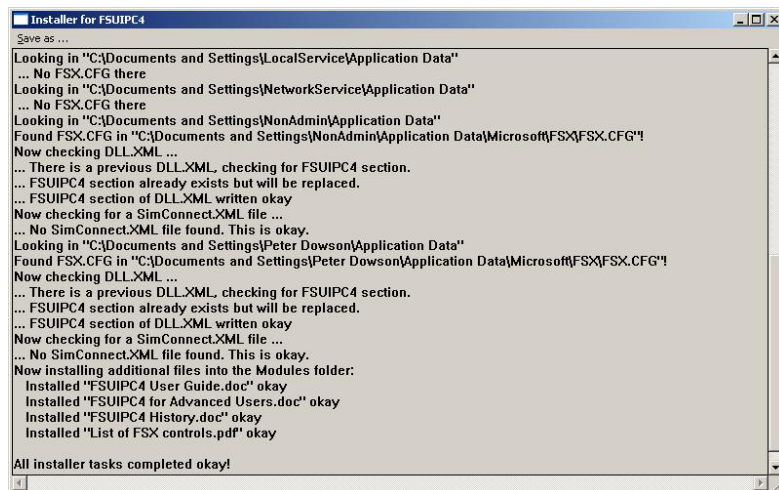 Installer for FSUIPC4
Save as ...
Looking in "C:\Documents and Settings\LocalService\Application Data"
... No FSX.CFG there
Looking in "C:\Documents and Settings\NetworkService\Application Data"
... No FSX.CFG there
Looking in "C:\Documents and Settings\NonAdmin\Application Data"
Found FSX.CFG in "C:\Documents and Settings\NonAdmin\Application Data\Microsoft\FSX\FSX.CFG"!
Now checking DLL.XML ...
... There is a previous DLL.XML, checking for FSUIPC4 section.
... FSUIPC4 section already exists but will be replaced.
... FSUIPC4 section of DLL.XML written okay
Now checking for a SimConnect.XML file ...
... No SimConnect.XML file found. This is okay.
Looking in "C:\Documents and Settings\Peter Dowson\Application Data"
Found FSX.CFG in "C:\Documents and Settings\Peter Dowson\Application Data\Microsoft\FSX\FSX.CFG"!
Now checking DLL.XML ...
... There is a previous DLL.XML, checking for FSUIPC4 section.
... FSUIPC4 section already exists but will be replaced.
... FSUIPC4 section of DLL.XML written okay
Now checking for a SimConnect.XML file ...
... No SimConnect.XML file found. This is okay.
Now installing additional files into the Modules folder:
Installed "FSUIPC4 User Guide.doc" okay
Installed "FSUIPC4 for Advanced Users.doc" okay
Installed "FSUIPC4 History.doc" okay
Installed "List of FSX controls.pdf" okay
All installer tasks completed okay!